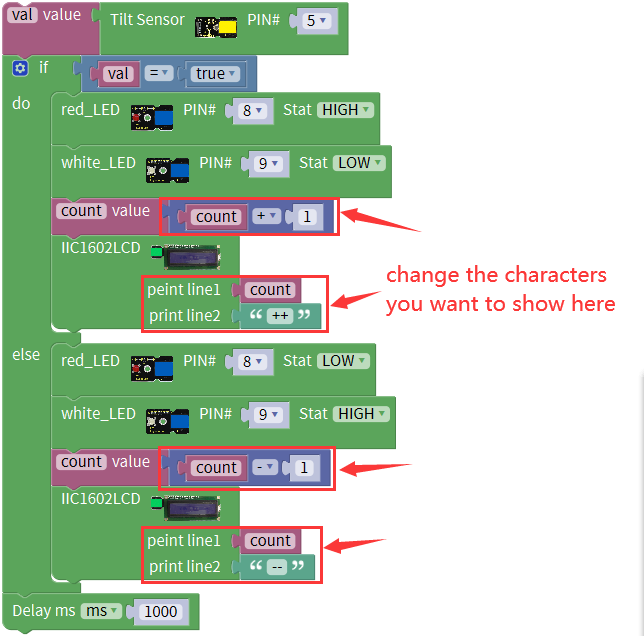 val value Tilt Sensor PIN# 5
if val = true
do red_LED PIN# 8 Stat HIGH
white_LED PIN# 9 Stat LOW
count value count + 1
IIC1602LCD
peint line1 count
print line2 “ ++ ”
change the characters
you want to show here
else red_LED PIN# 8 Stat LOW
white_LED PIN# 9 Stat HIGH
count value count - 1
IIC1602LCD
peint line1 count
print line2 “ -- ”
Delay ms ms 1000